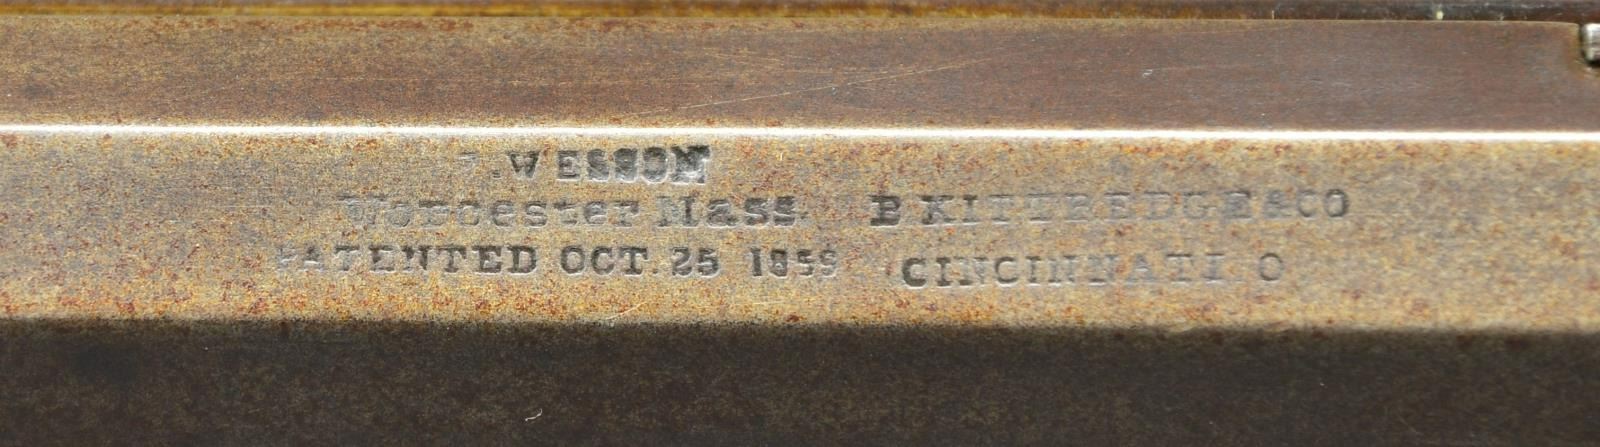 F. WESSON
Worcester Mass.
PATENTED OCT. 25 1859
B KITTREDGE & CO
CINCINNATI. O